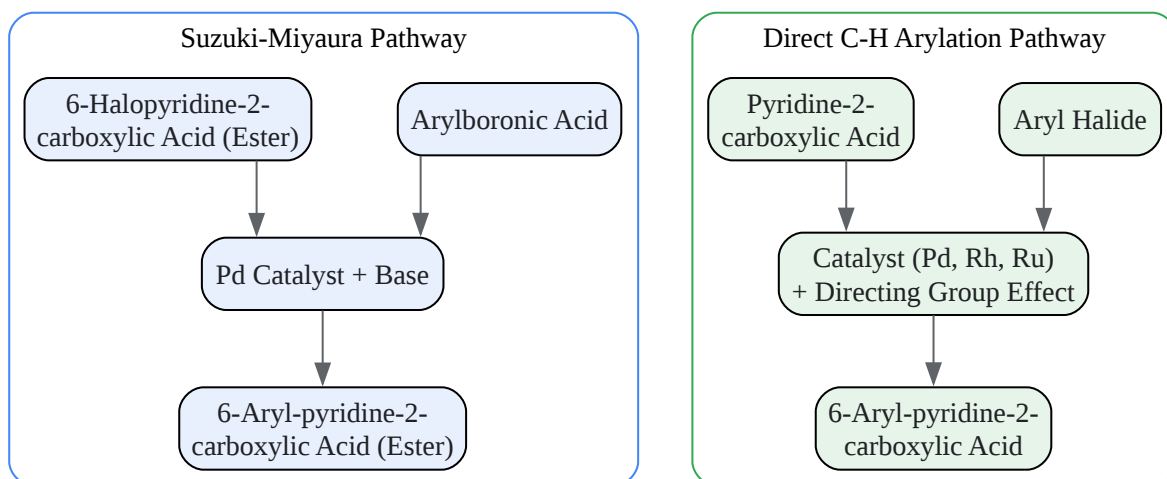 Suzuki-Miyaura Pathway
6-Halopyridine-2-
carboxylic Acid (Ester)
Arylboronic Acid
Pd Catalyst + Base
6-Aryl-pyridine-2-
carboxylic Acid (Ester)
Direct C-H Arylation Pathway
Pyridine-2-
carboxylic Acid
Aryl Halide
Catalyst (Pd, Rh, Ru)
+ Directing Group Effect
6-Aryl-pyridine-2-
carboxylic Acid